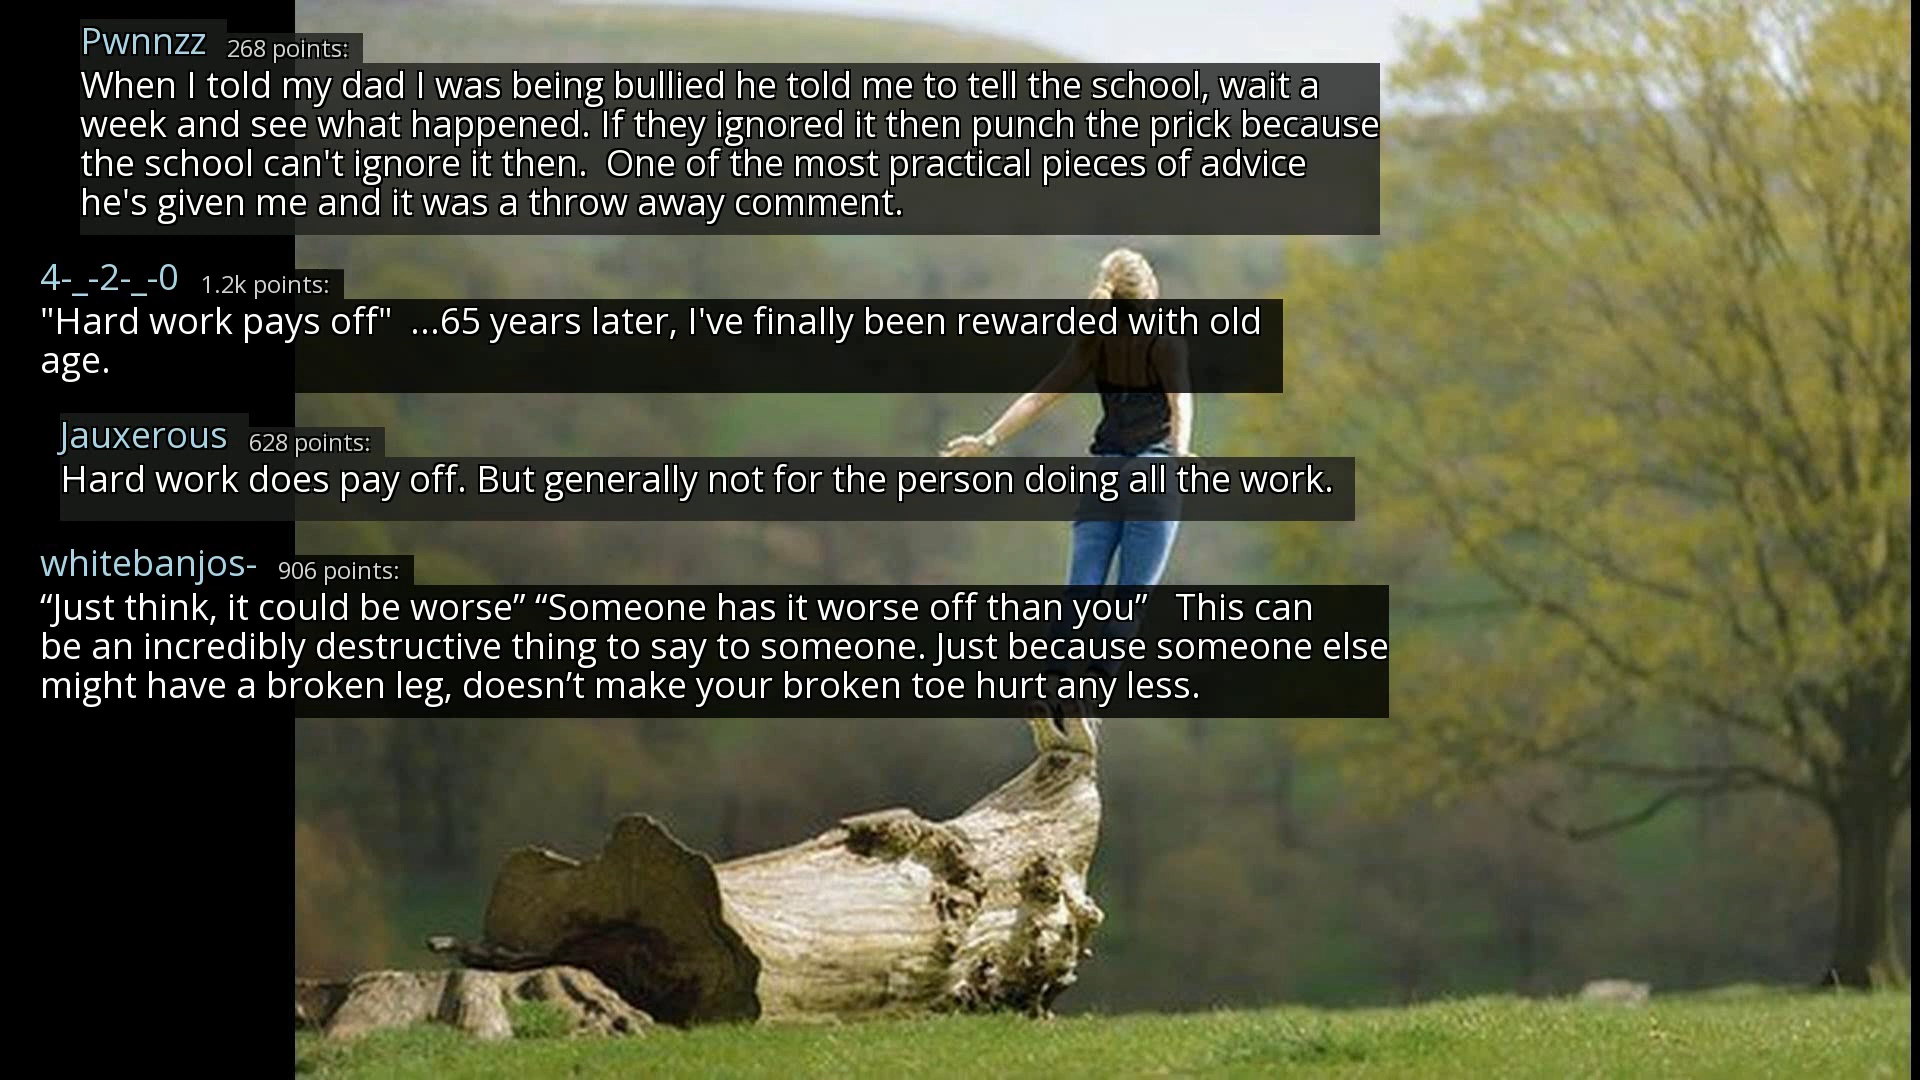 Pwnnzz 268 points:
When I told my dad I was being bullied he told me to tell the school, wait a
week and see what happened. If they ignored it then punch the prick because
the school can't ignore it then.  One of the most practical pieces of advice
he's given me and it was a throw away comment.
4-_-2-_-0 1.2k points:
"Hard work pays off"  ...65 years later, I've finally been rewarded with old
age.
Jauxerous 628 points:
Hard work does pay off. But generally not for the person doing all the work.
whitebanjos- 906 points:
“Just think, it could be worse” “Someone has it worse off than you”   This can
be an incredibly destructive thing to say to someone. Just because someone else
might have a broken leg, doesn’t make your broken toe hurt any less.